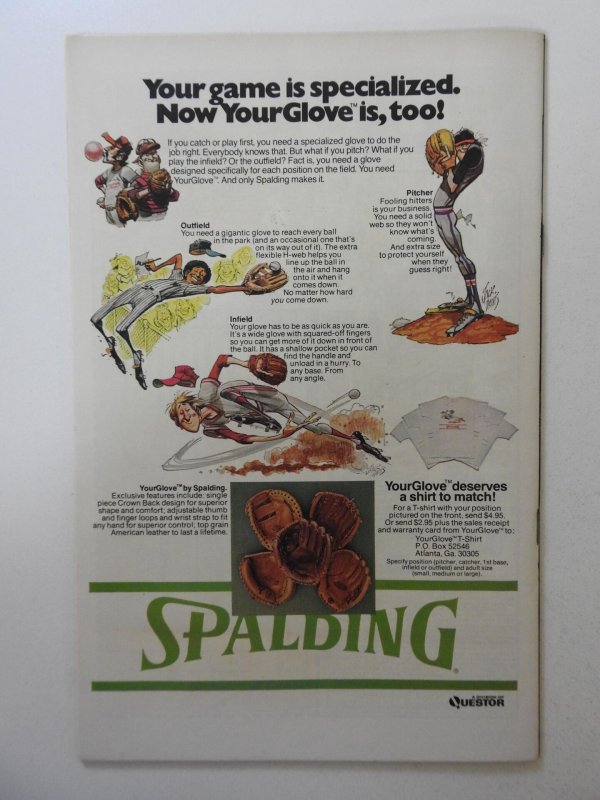 Your game is specialized.
Now YourGlove™ is, too!
If you catch or play first, you need a specialized glove to do the
job right. Everybody knows that. But what if you pitch? What if you
play the infield? Or the outfield? Fact is, you need a glove
designed specifically for each position on the field. You need
YourGlove™. And only Spalding makes it.
Pitcher
Fooling hitters
is your business.
You need a solid
web so they won't
know what's
coming.
And extra size
to protect yourself
when they
guess right!
Outfield
You need a gigantic glove to reach every ball
in the park (and an occasional one that's
on its way out of it). The extra
flexible H-web helps you
line up the ball in
the air and hang
onto it when it
comes down.
No matter how hard
you come down.
Infield
Your glove has to be as quick as you are.
It's a wide glove with squared-off fingers
so you can get more of it down in front of
the ball. It has a shallow pocket so you can
find the handle and
unload in a hurry. To
any base. From
any angle.
YourGlove™ by Spalding.
Exclusive features include: single
piece Crown Back design for superior
shape and comfort; adjustable thumb
and finger loops and wrist strap to fit
any hand for superior control; top grain
American leather to last a lifetime.
YourGlove™ deserves
a shirt to match!
For a T-shirt with your position
pictured on the front, send $4.95.
Or send $2.95 plus the sales receipt
and warranty card from YourGlove™ to:
YourGlove™ T-Shirt
P.O. Box 52546
Atlanta, Ga. 30305
Specify position (pitcher, catcher, 1st base,
infield or outfield) and adult size
(small, medium or large).
SPALDING®
A DIVISION OF
QUESTOR